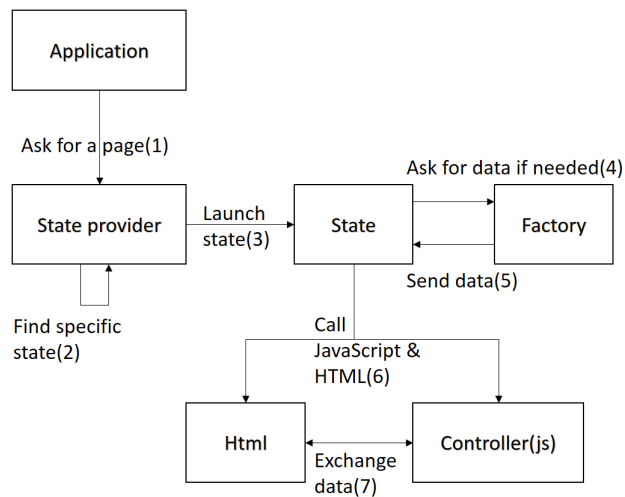 Application
Ask for a page(1)
Ask for data if needed(4)
State provider
Launch
state(3)
State
Factory
Send data(5)
Find specific
state(2)
Call
JavaScript &
HTML(6)
Html
Controller(js)
Exchange
data(7)